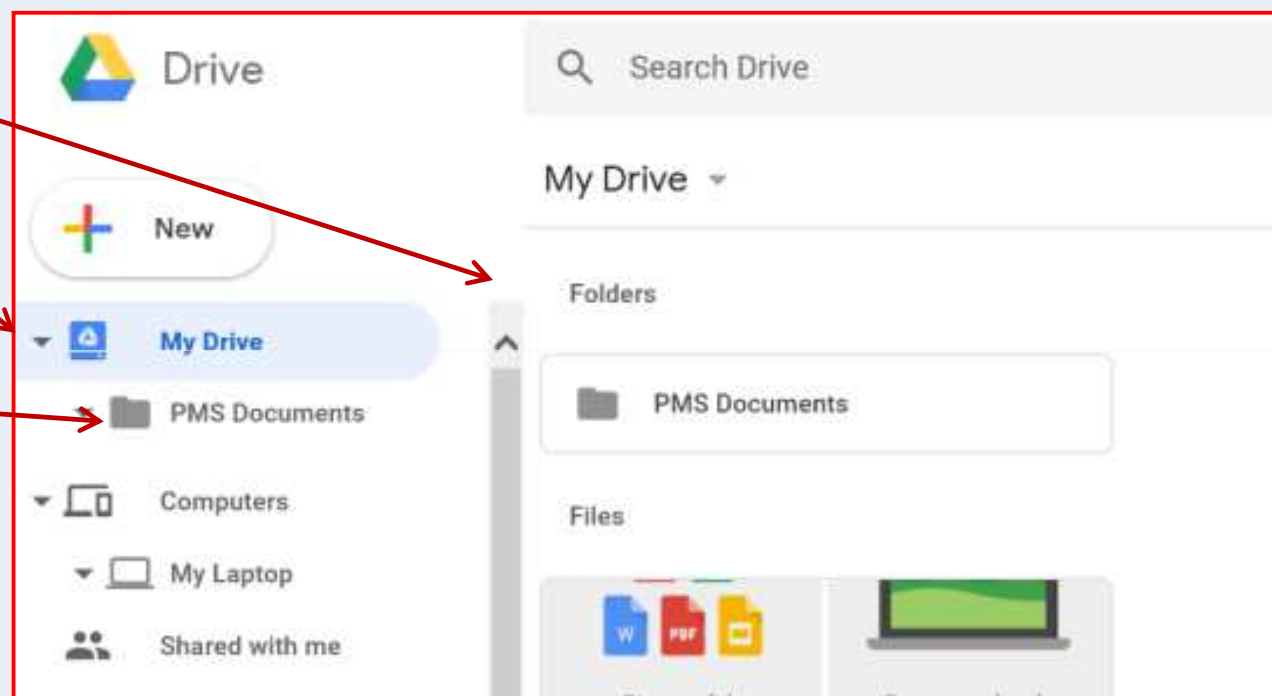 Drive
Search Drive
My Drive
New
Folders
My Drive
PMS Documents
PMS Documents
Computers
Files
My Laptop
W
PDF
Shared with me